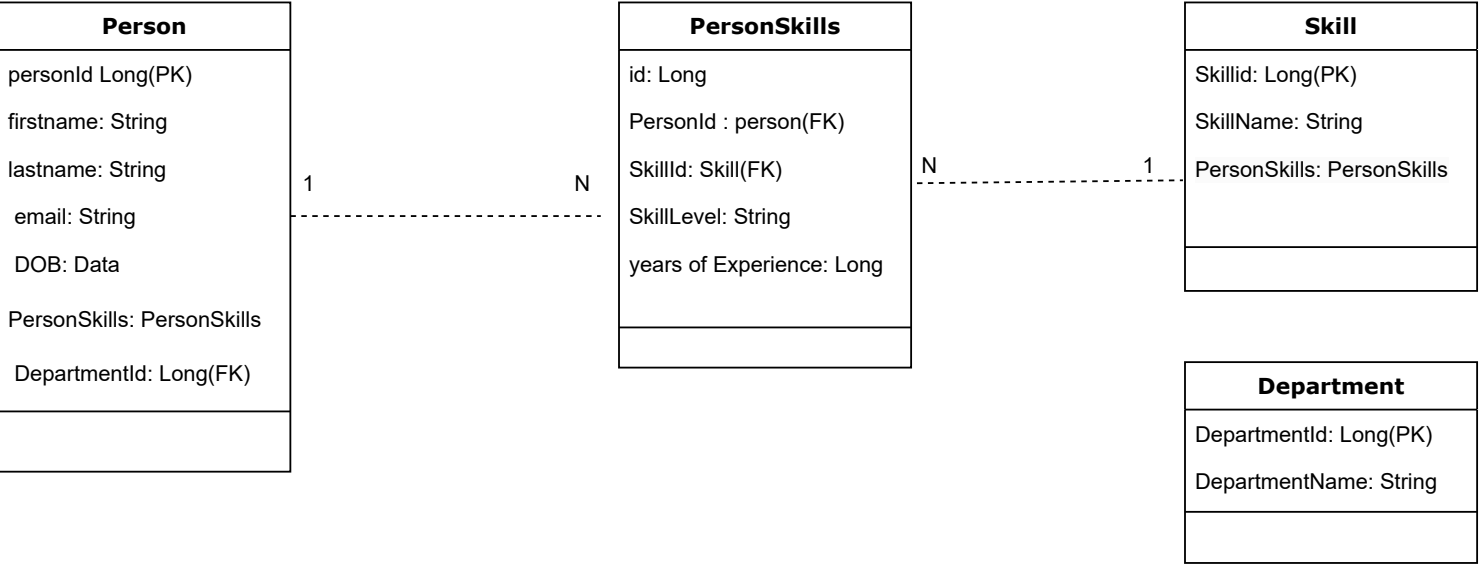 Person
personId Long(PK)
firstname: String
lastname: String
email: String
DOB: Data
PersonSkills: PersonSkills
DepartmentId: Long(FK)
1
N
PersonSkills
id: Long
PersonId : person(FK)
SkillId: Skill(FK)
SkillLevel: String
years of Experience: Long
N
1
Skill
Skillid: Long(PK)
SkillName: String
PersonSkills: PersonSkills
Department
DepartmentId: Long(PK)
DepartmentName: String